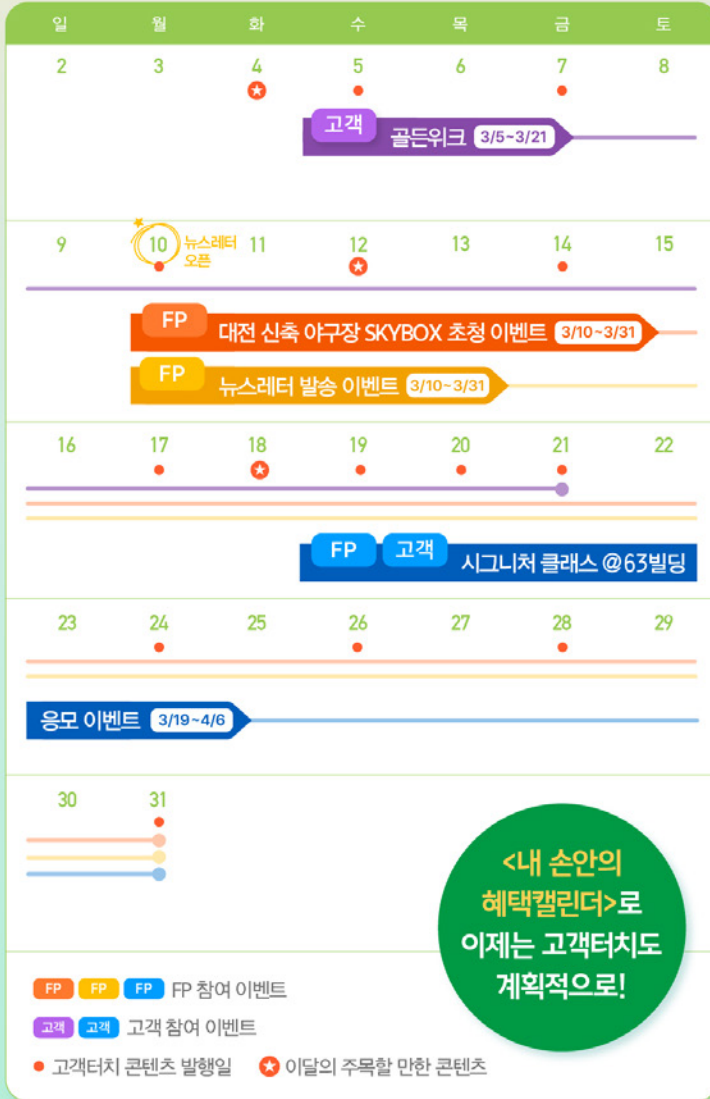 일 월 화 수 목 금 토
2 3 4 5 6 7 8
고객 골든위크 3/5~3/21
9 10 뉴스레터 오픈 11 12 13 14 15
FP 대전 신축 야구장 SKYBOX 초청 이벤트 3/10~3/31
FP 뉴스레터 발송 이벤트 3/10~3/31
16 17 18 19 20 21 22
FP 고객 시그니처 클래스 @63빌딩
23 24 25 26 27 28 29
응모 이벤트 3/19~4/6
30 31
<내 손안의
혜택캘린더>로
이제는 고객터치도
계획적으로!
FP FP FP FP 참여 이벤트
고객 고객 고객 참여 이벤트
고객터치 콘텐츠 발행일 이달의 주목할 만한 콘텐츠